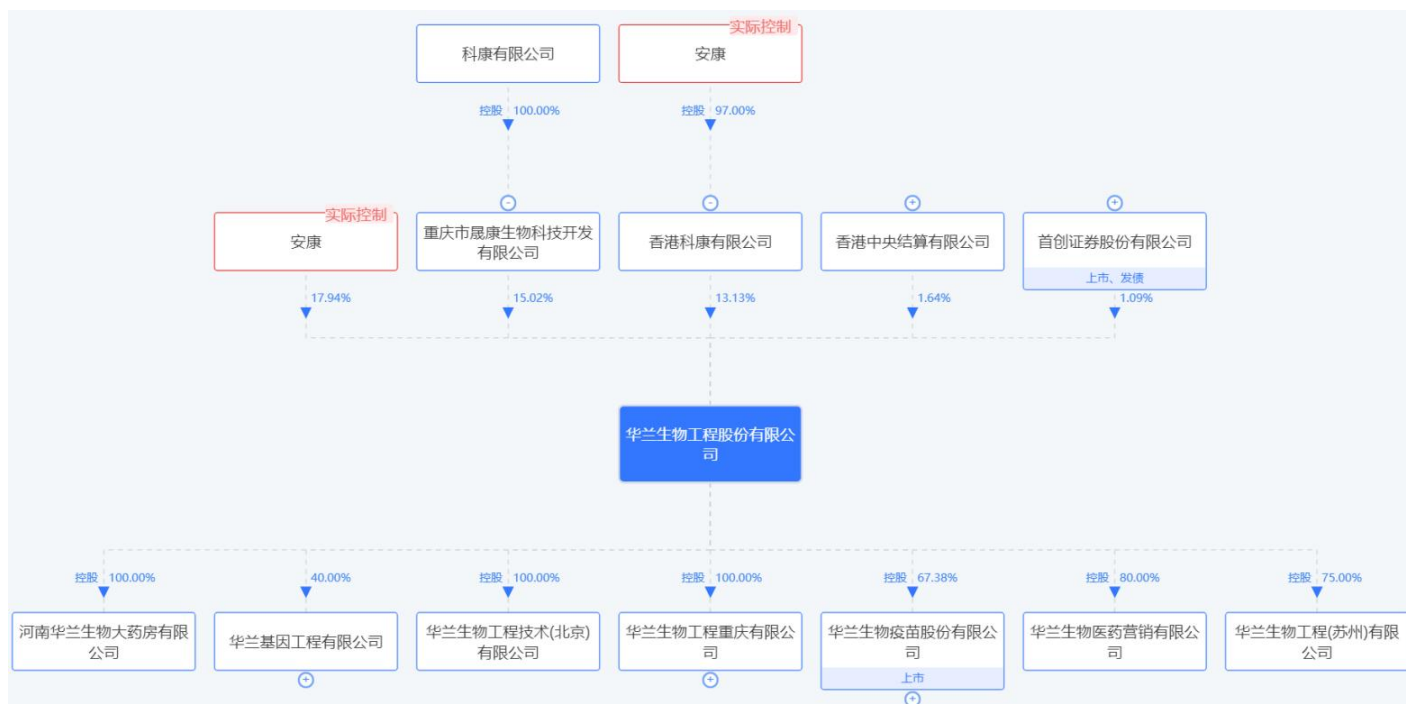 实际控制
科康有限公司
安康
控股 100.00%
控股 97.00%
实际控制
安康
重庆市晟康生物科技开发
有限公司
香港科康有限公司
香港中央结算有限公司
首创证券股份有限公司
上市、发债
17.94%
15.02%
13.13%
1.64%
1.09%
华兰生物工程股份有限公
司
控股 100.00%
40.00%
控股 100.00%
控股 100.00%
控股 67.38%
控股 80.00%
控股 75.00%
河南华兰生物大药房有限
公司
华兰基因工程有限公司
华兰生物工程技术(北京)
有限公司
华兰生物工程重庆有限公
司
华兰生物疫苗股份有限公
司
上市
华兰生物医药营销有限公
司
华兰生物工程(苏州)有限
公司